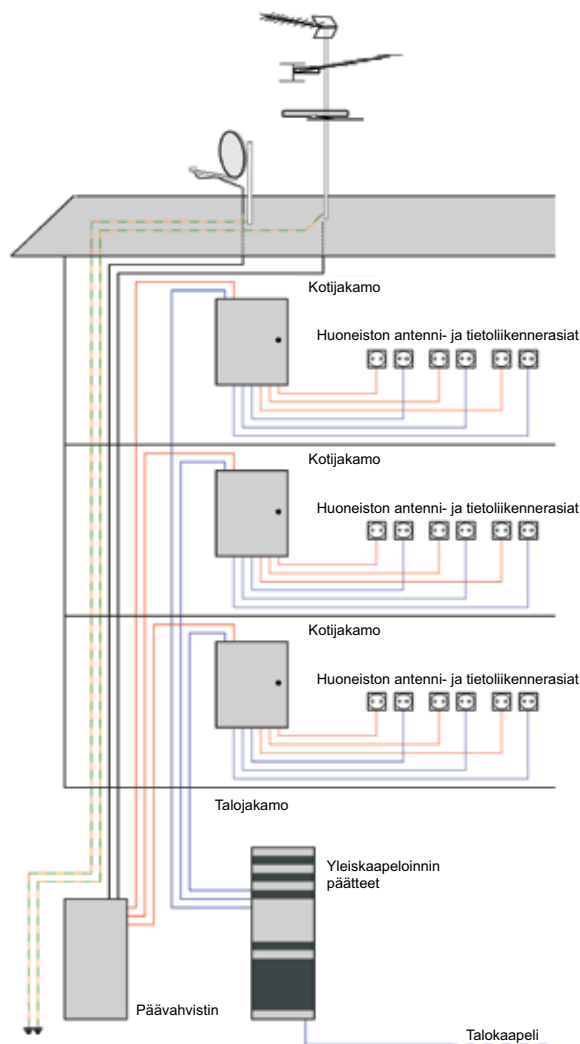 Kotijakamo
Huoneiston antenni- ja tietoliikennerasiat
Kotijakamo
Huoneiston antenni- ja tietoliikennerasiat
Kotijakamo
Huoneiston antenni- ja tietoliikennerasiat
Talojakamo
Yleiskaapeloinnin
päätteet
Päävahvistin
Talokaapeli